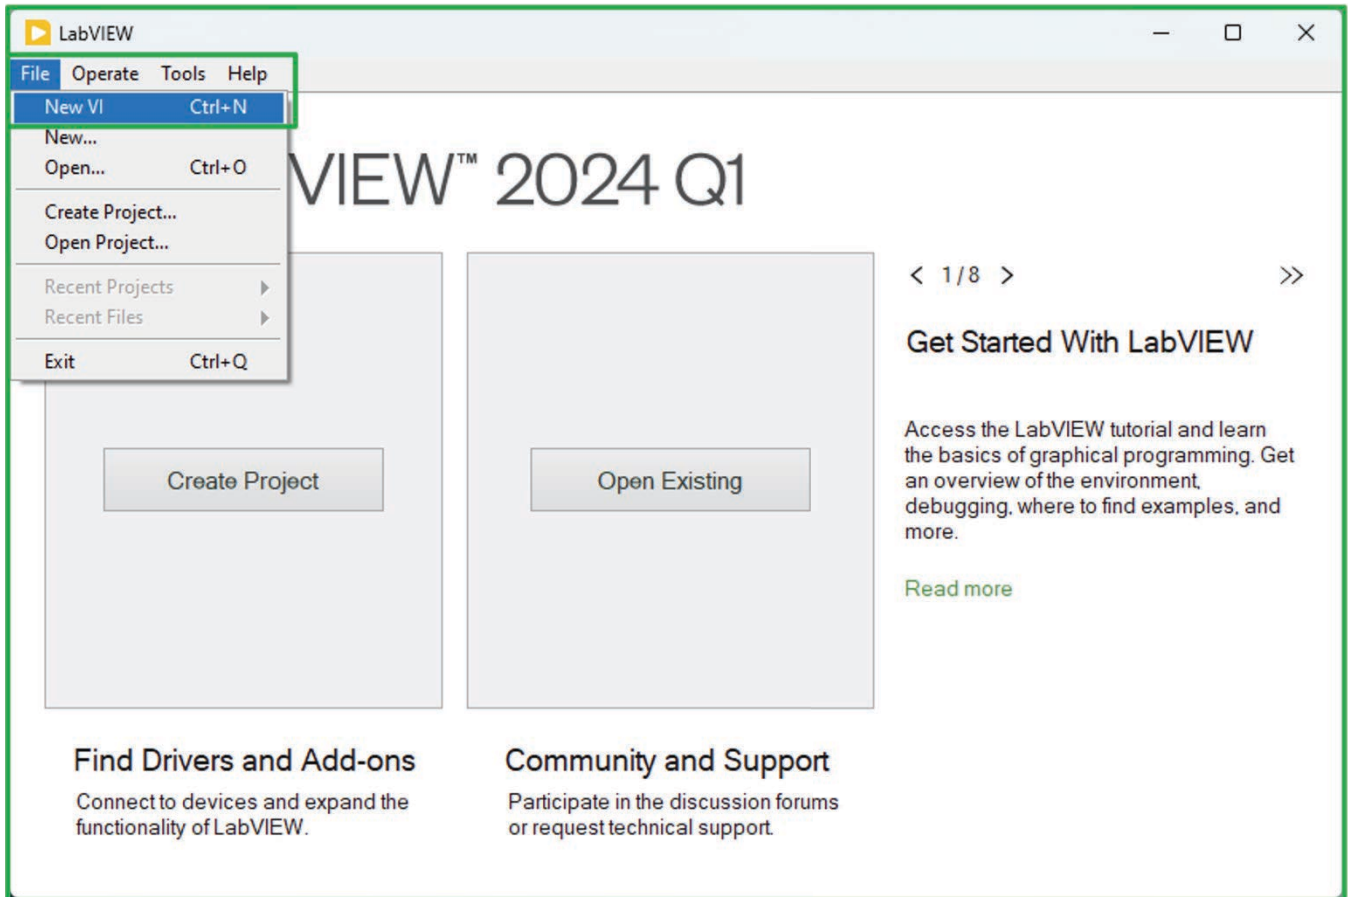 LabVIEW
File Operate Tools Help
New VI Ctrl+N
New...
Open... Ctrl+O
Create Project...
Open Project...
Recent Projects
Recent Files
Exit Ctrl+Q
VIEW™ 2024 Q1
Create Project
Open Existing
< 1/8 >
Get Started With LabVIEW
Access the LabVIEW tutorial and learn
the basics of graphical programming. Get
an overview of the environment,
debugging, where to find examples, and
more.
Read more
Find Drivers and Add-ons
Connect to devices and expand the
functionality of LabVIEW.
Community and Support
Participate in the discussion forums
or request technical support.